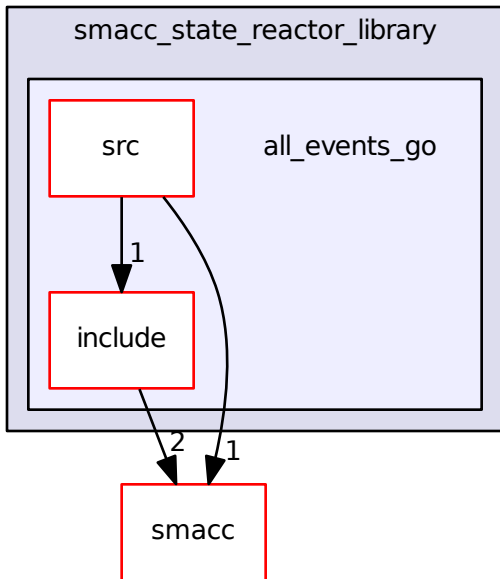 smacc_state_reactor_library
src
all_events_go
1
include
2
1
smacc